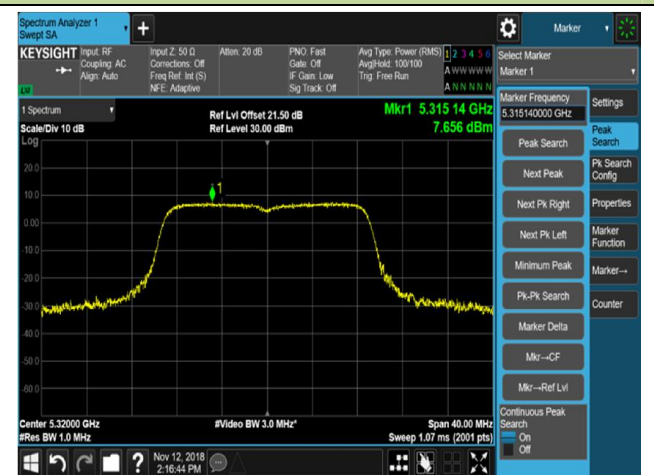 Spectrum Analyzer 1
Swept SA
+
Marker
KEYSIGHT
Input: RF
Coupling: AC
Align: Auto
Input Z: 50 Ω
Corrections: Off
Freq Ref: Int (S)
NFE: Adaptive
Atten: 20 dB
PNO: Fast
Gate: Off
IF Gain: Low
Sig Track: Off
Avg Type: Power (RMS)
Avg|Hold: 100/100
Trig: Free Run
1 2 3 4 5 6
A W W W W W
A N N N N N
Select Marker
Marker 1
1 Spectrum
Scale/Div 10 dB
Log
Ref Lvl Offset 21.50 dB
Ref Level 30.00 dBm
Mkr1 5.315 14 GHz
7.656 dBm
20.0
10.0
0.00
-10.0
-20.0
-30.0
-40.0
-50.0
-60.0
1
Center 5.32000 GHz
#Res BW 1.0 MHz
#Video BW 3.0 MHz*
Span 40.00 MHz
Sweep 1.07 ms (2001 pts)
Marker Frequency
5.315140000 GHz
Peak Search
Next Peak
Next Pk Right
Next Pk Left
Minimum Peak
Pk-Pk Search
Marker Delta
Mkr→CF
Mkr→Ref Lvl
Continuous Peak
Search
On
Off
Settings
Peak
Search
Pk Search
Config
Properties
Marker
Function
Marker→
Counter
?
Nov 12, 2018
2:16:44 PM